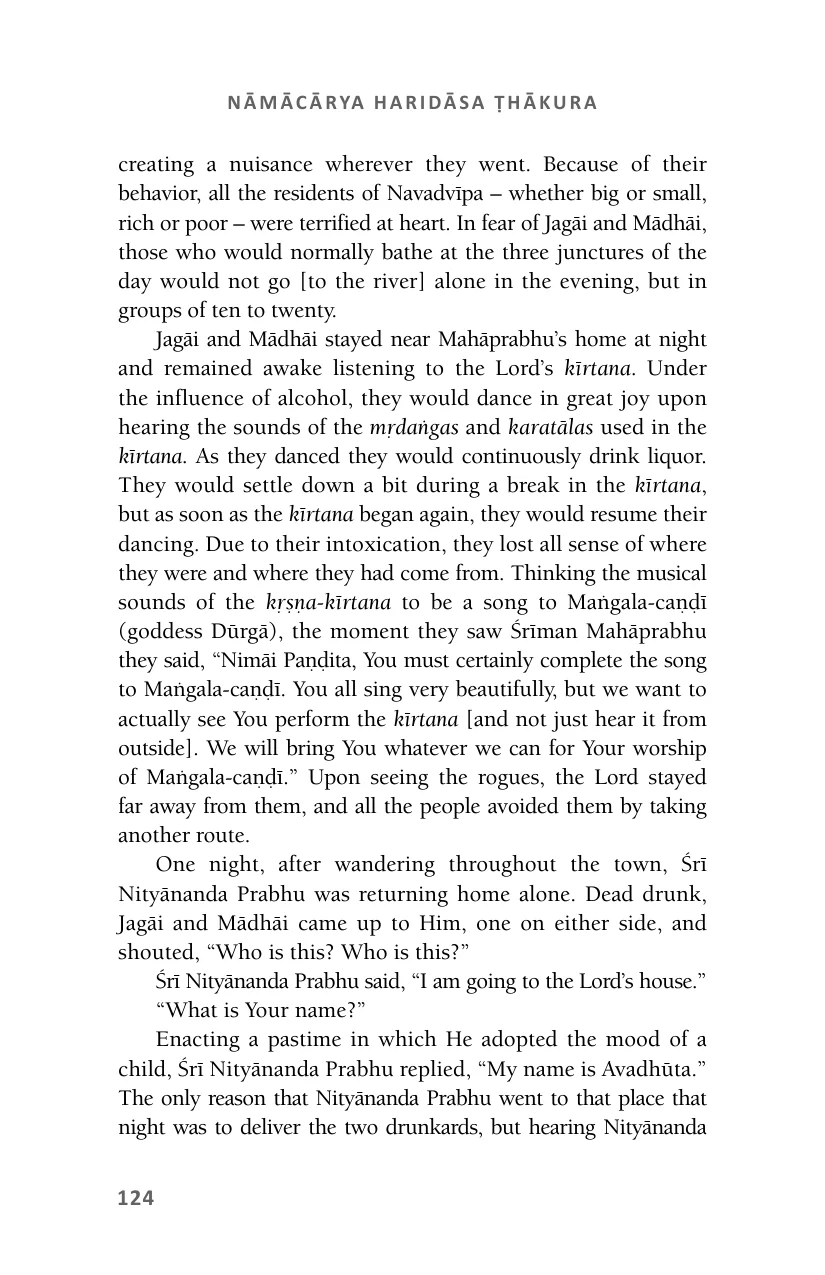 NĀMĀCĀRYA HARIDĀSA ṬHĀKURA
creating a nuisance wherever they went. Because of their
behavior, all the residents of Navadvīpa – whether big or small,
rich or poor – were terrified at heart. In fear of Jagāi and Mādhāi,
those who would normally bathe at the three junctures of the
day would not go [to the river] alone in the evening, but in
groups of ten to twenty.
Jagāi and Mādhāi stayed near Mahāprabhu’s home at night
and remained awake listening to the Lord’s kīrtana. Under
the influence of alcohol, they would dance in great joy upon
hearing the sounds of the mṛdaṅgas and karatālas used in the
kīrtana. As they danced they would continuously drink liquor.
They would settle down a bit during a break in the kīrtana,
but as soon as the kīrtana began again, they would resume their
dancing. Due to their intoxication, they lost all sense of where
they were and where they had come from. Thinking the musical
sounds of the kṛṣṇa-kīrtana to be a song to Maṅgala-caṇḍī
(goddess Dūrgā), the moment they saw Śrīman Mahāprabhu
they said, “Nimāi Paṇḍita, You must certainly complete the song
to Maṅgala-caṇḍī. You all sing very beautifully, but we want to
actually see You perform the kīrtana [and not just hear it from
outside]. We will bring You whatever we can for Your worship
of Maṅgala-caṇḍī.” Upon seeing the rogues, the Lord stayed
far away from them, and all the people avoided them by taking
another route.
One night, after wandering throughout the town, Śrī
Nityānanda Prabhu was returning home alone. Dead drunk,
Jagāi and Mādhāi came up to Him, one on either side, and
shouted, “Who is this? Who is this?”
Śrī Nityānanda Prabhu said, “I am going to the Lord’s house.”
“What is Your name?”
Enacting a pastime in which He adopted the mood of a
child, Śrī Nityānanda Prabhu replied, “My name is Avadhūta.”
The only reason that Nityānanda Prabhu went to that place that
night was to deliver the two drunkards, but hearing Nityānanda
124